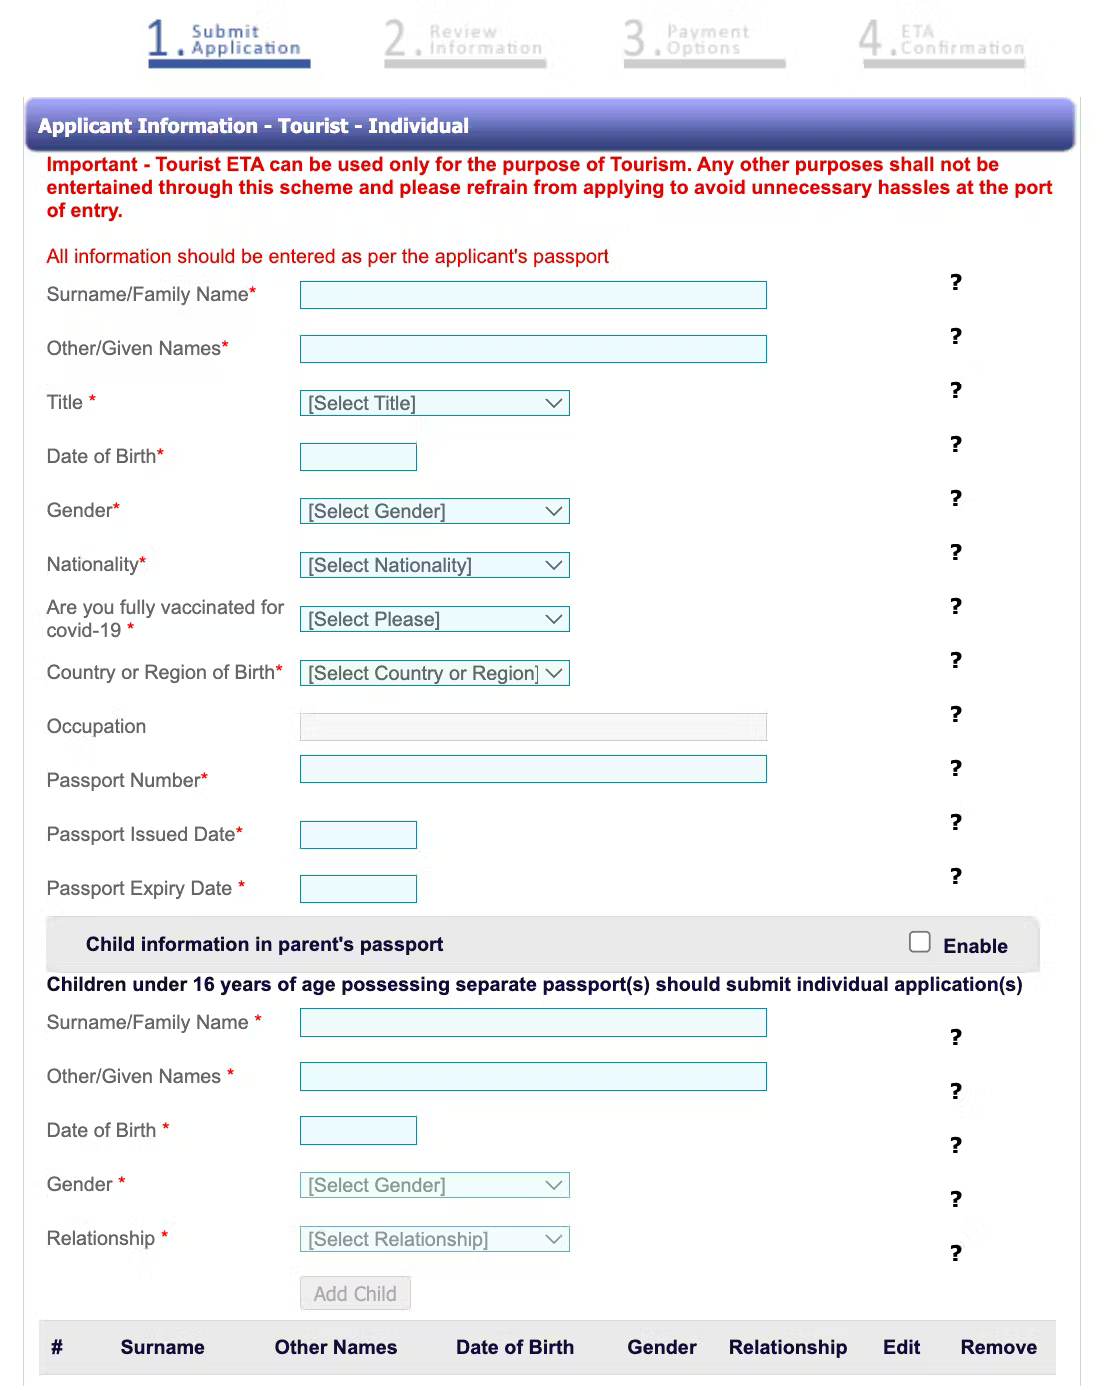 1. Submit Application
2. Review Information
3. Payment Options
4. ETA Confirmation
Applicant Information - Tourist - Individual
Important - Tourist ETA can be used only for the purpose of Tourism. Any other purposes shall not be
entertained through this scheme and please refrain from applying to avoid unnecessary hassles at the port
of entry.
All information should be entered as per the applicant's passport
Surname/Family Name* ?
Other/Given Names* ?
Title * [Select Title] ?
Date of Birth* ?
Gender* [Select Gender] ?
Nationality* [Select Nationality] ?
Are you fully vaccinated for
covid-19 * [Select Please] ?
Country or Region of Birth* [Select Country or Region] ?
Occupation ?
Passport Number* ?
Passport Issued Date* ?
Passport Expiry Date * ?
Child information in parent's passport Enable
Children under 16 years of age possessing separate passport(s) should submit individual application(s)
Surname/Family Name * ?
Other/Given Names * ?
Date of Birth * ?
Gender * [Select Gender] ?
Relationship * [Select Relationship] ?
Add Child
# Surname Other Names Date of Birth Gender Relationship Edit Remove